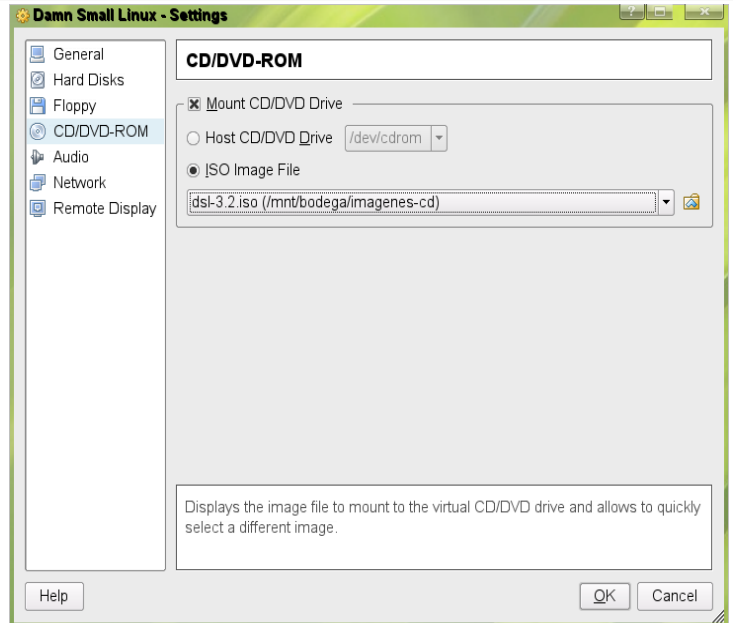 Damn Small Linux - Settings
General
Hard Disks
Floppy
CD/DVD-ROM
Audio
Network
Remote Display
CD/DVD-ROM
Mount CD/DVD Drive
Host CD/DVD Drive /dev/cdrom
ISO Image File
dsl-3.2.iso (/mnt/bodega/imagenes-cd)
Displays the image file to mount to the virtual CD/DVD drive and allows to quickly
select a different image.
Help OK Cancel